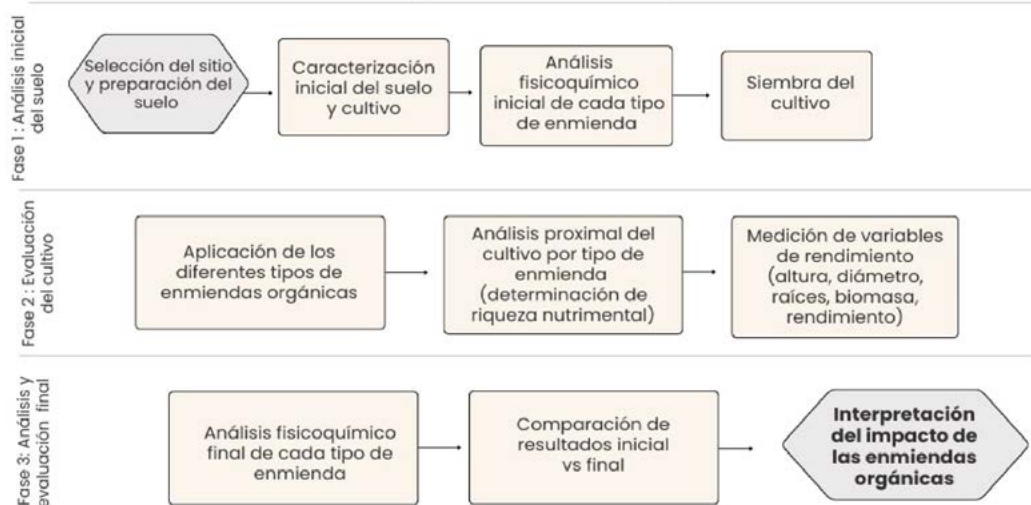 Fase 1 : Análisis inicial
del suelo
Selección del sitio
y preparación del
suelo
Caracterización
inicial del suelo
y cultivo
Análisis
fisicoquímico
inicial de cada tipo
de enmienda
Siembra del
cultivo
Fase 2 : Evaluación
del cultivo
Aplicación de los
diferentes tipos de
enmiendas orgánicas
Análisis proximal del
cultivo por tipo de
enmienda
(determinación de
riqueza nutrimental)
Medición de variables
de rendimiento
(altura, diámetro,
raíces, biomasa,
rendimiento)
Fase 3: Análisis y
evaluación final
Análisis fisicoquímico
final de cada tipo de
enmienda
Comparación de
resultados inicial
vs final
Interpretación
del impacto de
las enmiendas
orgánicas